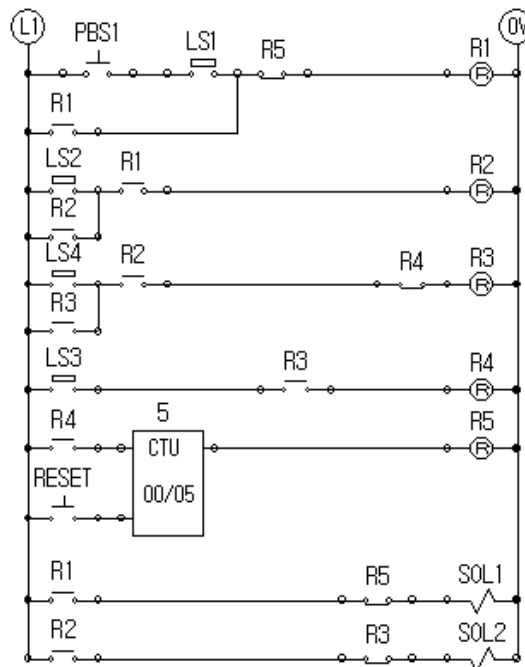 L1 0V
PBS1 LS1 R5 R1
R
R1
LS2 R1 R2
R
R2
LS4 R2 R4 R3
R
R3
LS3 R3 R4
R
R4 5 R5
CTU R
RESET 00/05
R1 R5 SOL1
R2 R3 SOL2